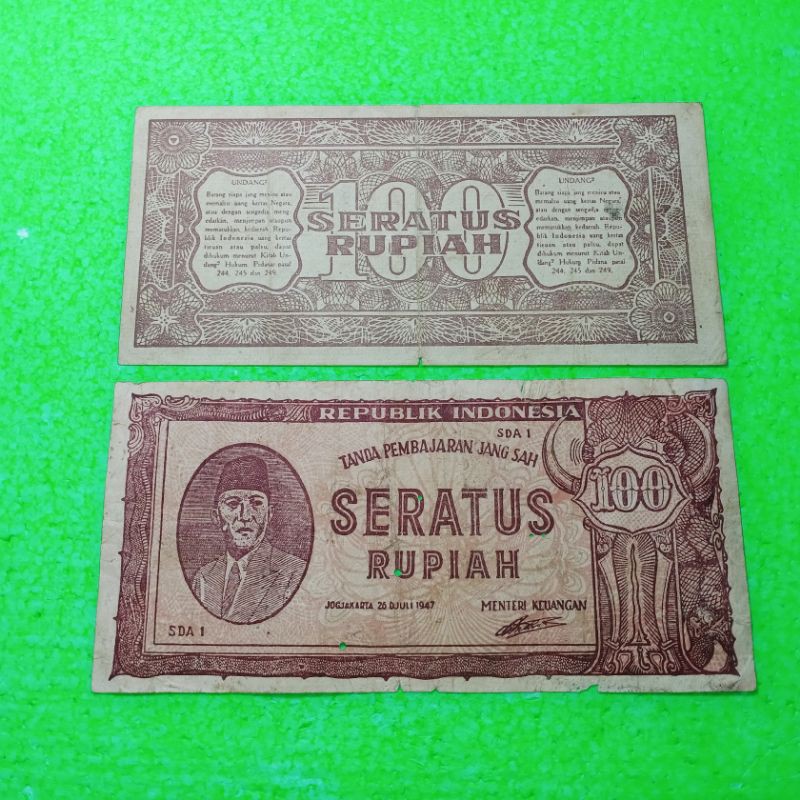 UNDANG²
Barang siapa jang meniru atau
memalsu uang kertas Negara,
atau dengan sengadja meng
edarkan, menjimpan ataupun
memasukkan kedaerah Repu-
blik Indonesia uang kertas
tiruan atau palsu, dapat
dihukum menurut Kitab Un-
dang² Hukum Pidana pasal
244, 245 dan 249.
100
SERATUS
RUPIAH
UNDANG²
Barang siapa jang meniru atau
memalsu uang kertas Negara,
atau dengan sengadja
edarkan, menjimpan ataupun
memasukkan kedaerah Repu-
blik Indonesia uang kertas
tiruan atau palsu, dapat
dihukum menurut Kitab Un-
dang² Hukum Pidana pasal
244, 245 dan 249.
REPUBLIK INDONESIA
SDA 1
TANDA PEMBAJARAN JANG SAH
100
SERATUS
RUPIAH
JOGJAKARTA 26 DJULI 1947
MENTERI KEUANGAN
SDA 1